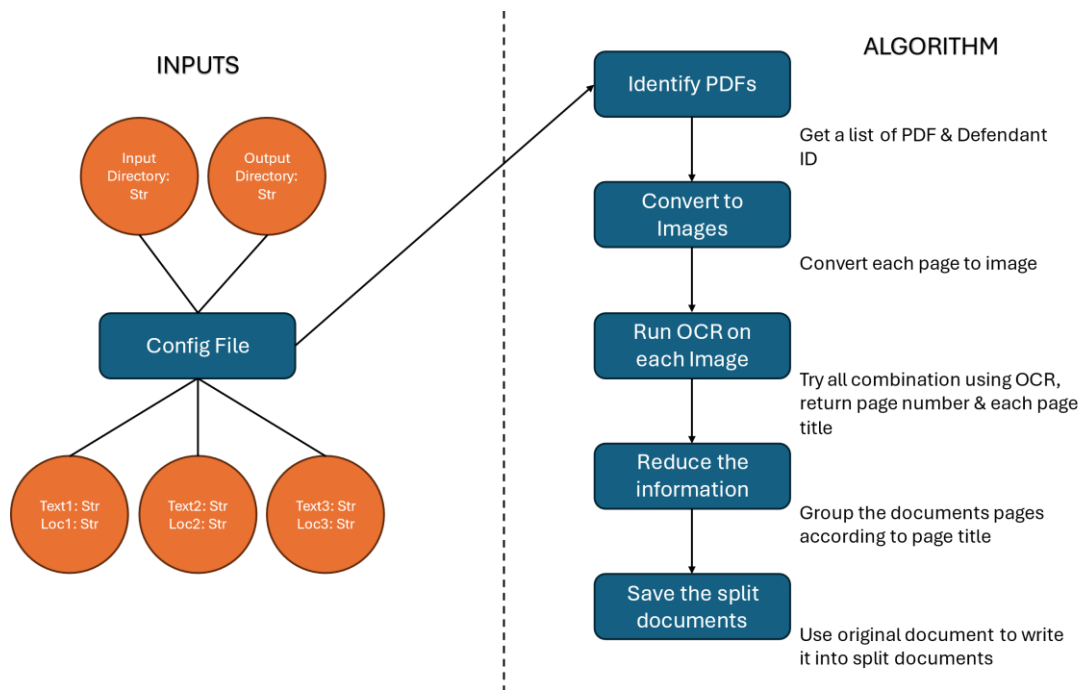 INPUTS
Input
Directory:
Str
Output
Directory:
Str
Config File
Text1: Str
Loc1: Str
Text2: Str
Loc2: Str
Text3: Str
Loc3: Str
ALGORITHM
Identify PDFs
Get a list of PDF & Defendant
ID
Convert to
Images
Convert each page to image
Run OCR on
each Image
Try all combination using OCR,
return page number & each page
title
Reduce the
information
Group the documents pages
according to page title
Save the split
documents
Use original document to write
it into split documents